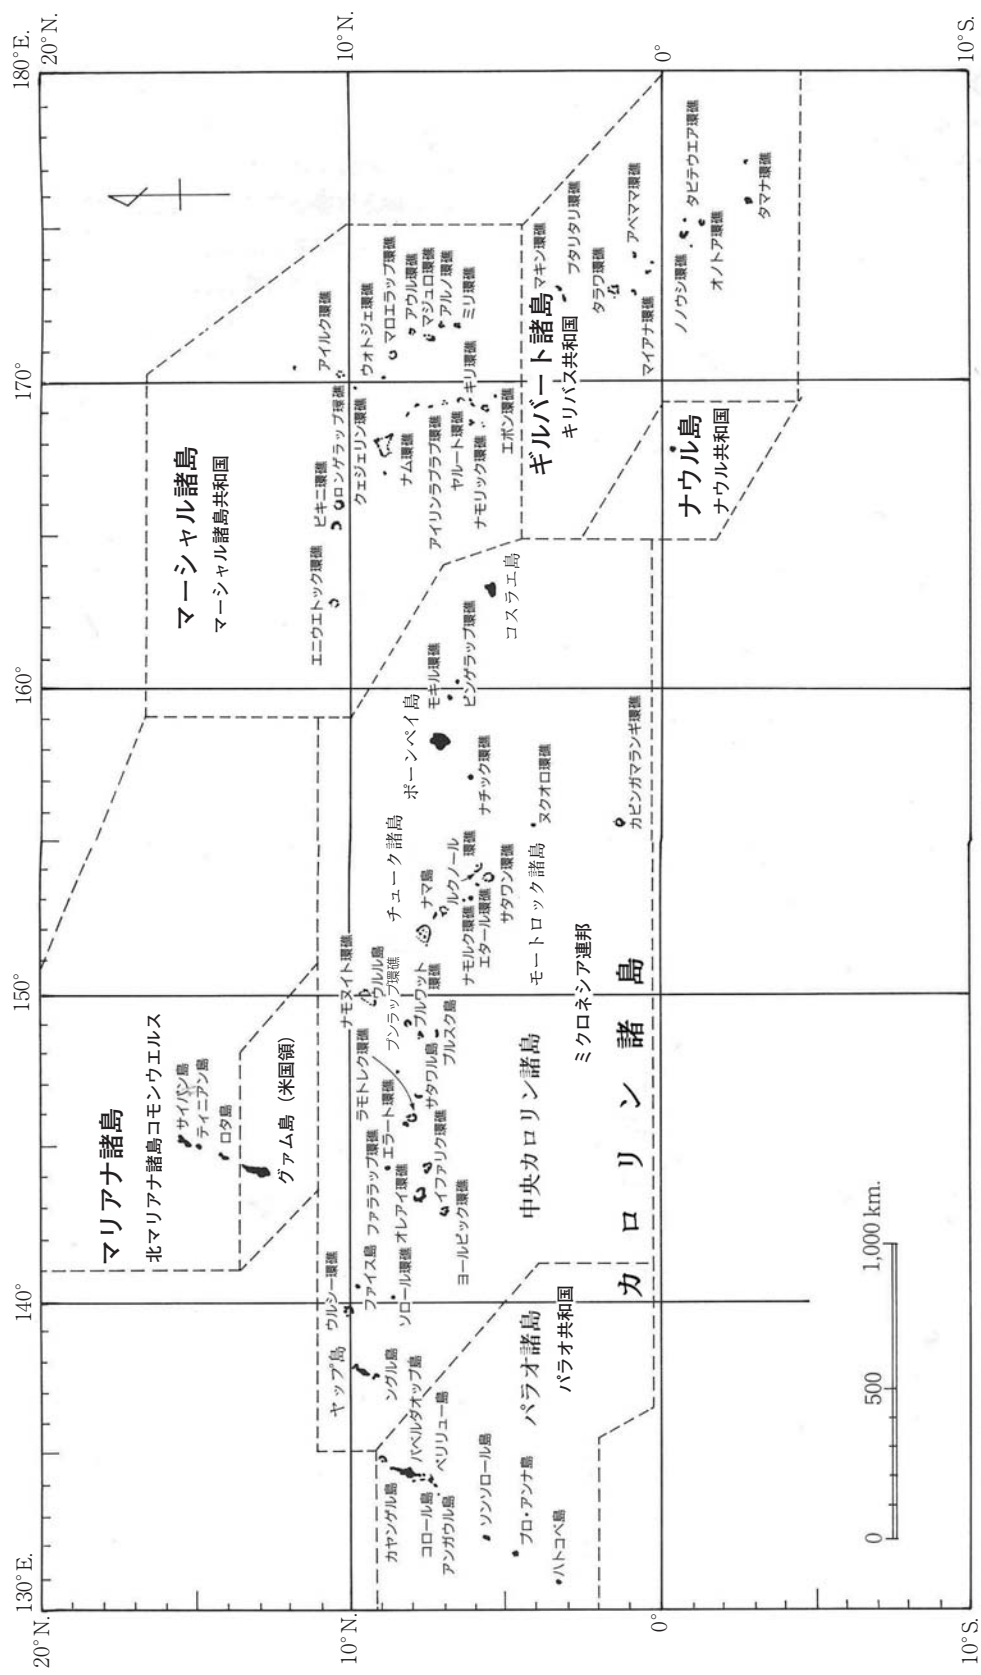 180°E.
170°
160°
150°
140°
130°E.
20°N.
20°N.
10°N.
10°N.
0°
0°
10°S.
10°S.
マリアナ諸島
北マリアナ諸島コモンウエルス
サイパン島
ティニアン島
ロタ島
グァム島（米国領）
マーシャル諸島
マーシャル諸島共和国
エニウエトック環礁
ビキニ環礁
ロンゲラップ環礁
アイルク環礁
ウォトジェ環礁
クェジェリン環礁
マロエラップ環礁
アウル環礁
マジュロ環礁
アルノ環礁
ミリ環礁
ナム環礁
アイリンラプラプ環礁
ヤルート環礁
キリ環礁
ナモリック環礁
エボン環礁
ギルバート諸島
キリバス共和国
マキン環礁
ブタリタリ環礁
タラワ環礁
アベママ環礁
マイアナ環礁
ノノウシ環礁
タビテウエア環礁
オノトア環礁
タマナ環礁
ナウル島
ナウル共和国
コスラエ島
ピンゲラップ環礁
モキル環礁
ポーンペイ島
ナチック環礁
ヌクオロ環礁
カピンガマランギ環礁
チューク諸島
ナマ島
ルクノール環礁
ナモルク環礁
エタール環礁
サタワン環礁
モートロック諸島
ナモヌイト環礁
ウルル島
プンラップ環礁
プルワット環礁
プルスク島
サタワル島
ラモトレク環礁
エラート環礁
ファララップ環礁
イファリク環礁
オレアイ環礁
ヨールピック環礁
ソロール環礁
ファイス島
ウルシー環礁
ヤップ島
ングル島
中央カロリン諸島
ミクロネシア連邦
カロリン諸島
パラオ諸島
パラオ共和国
カヤンゲル島
バベルダオップ島
コロール島
ペリリュー島
アンガウル島
ソンソロール島
プロ・アンナ島
ハトコベ島
0
500
1,000 km.